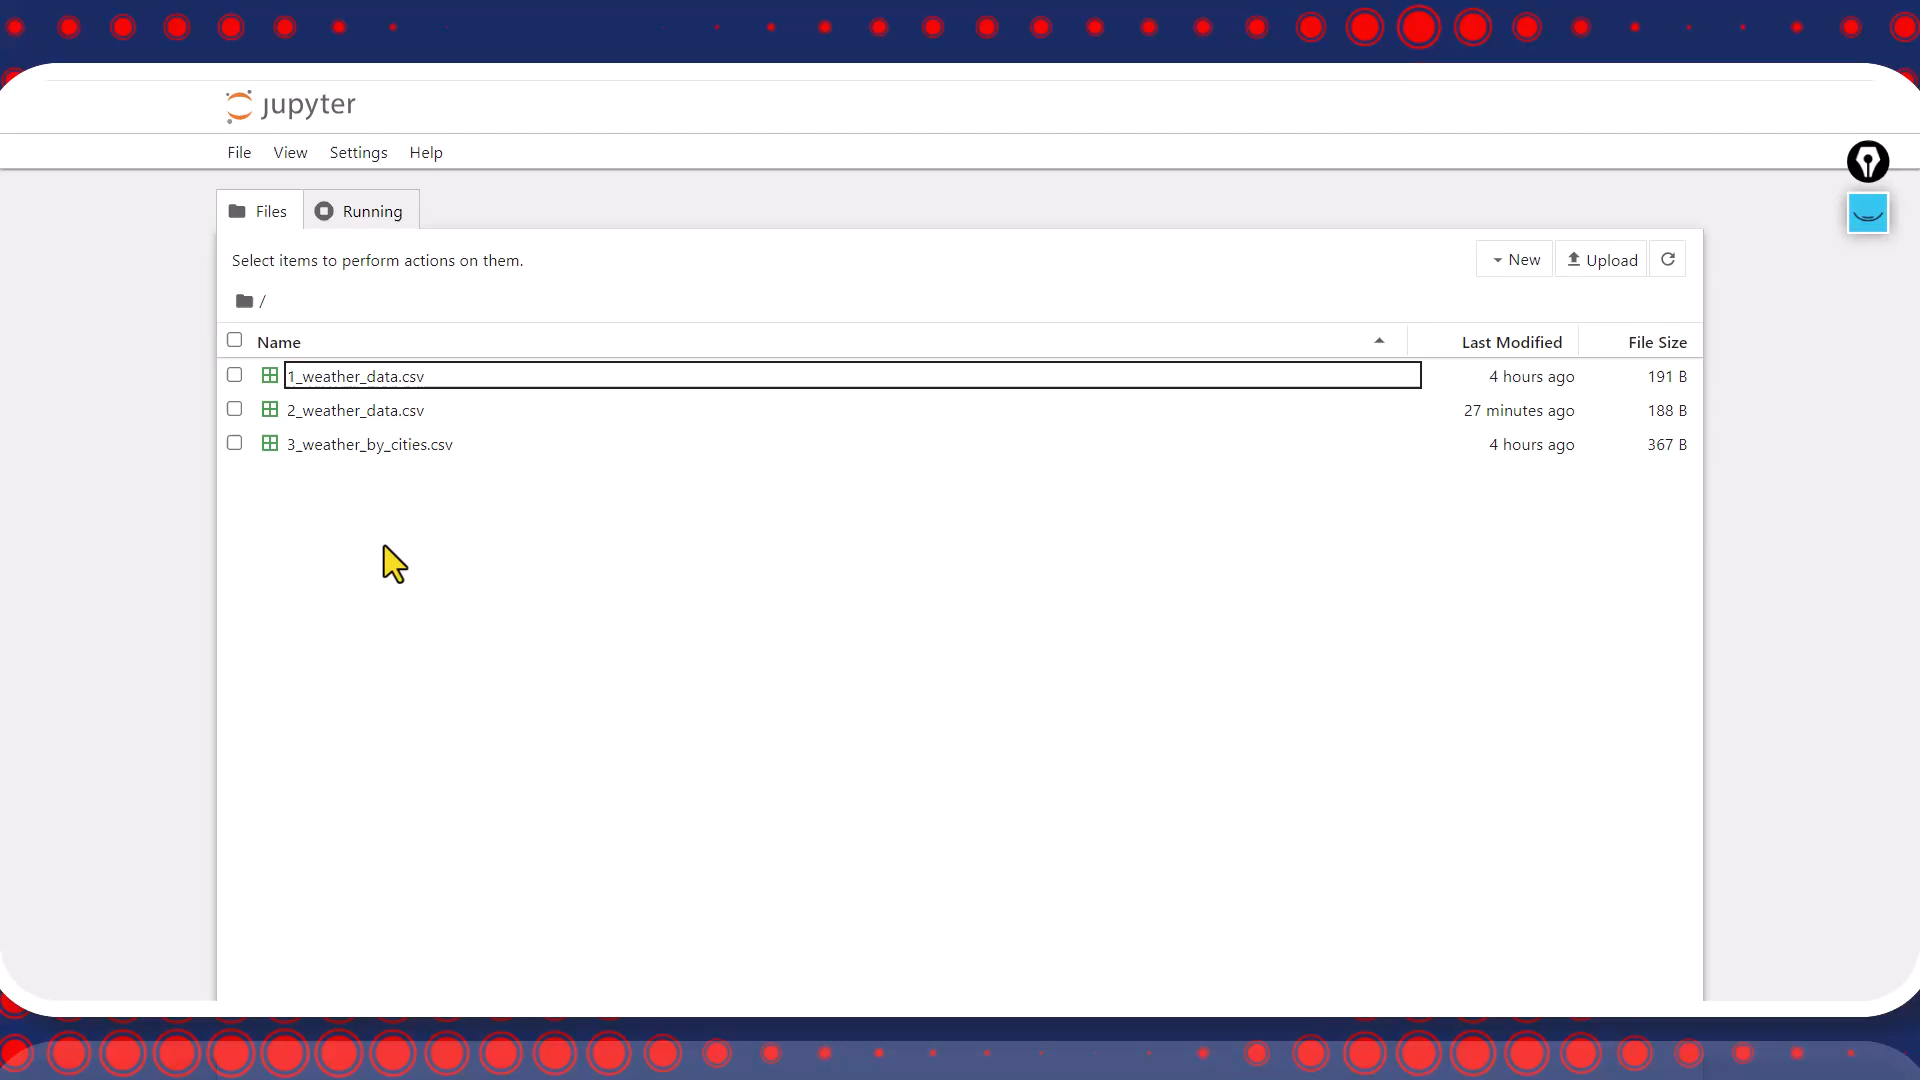 jupyter
File View Settings Help
Files Running
Select items to perform actions on them.
New Upload
/
Name Last Modified File Size
1_weather_data.csv 4 hours ago 191 B
2_weather_data.csv 27 minutes ago 188 B
3_weather_by_cities.csv 4 hours ago 367 B